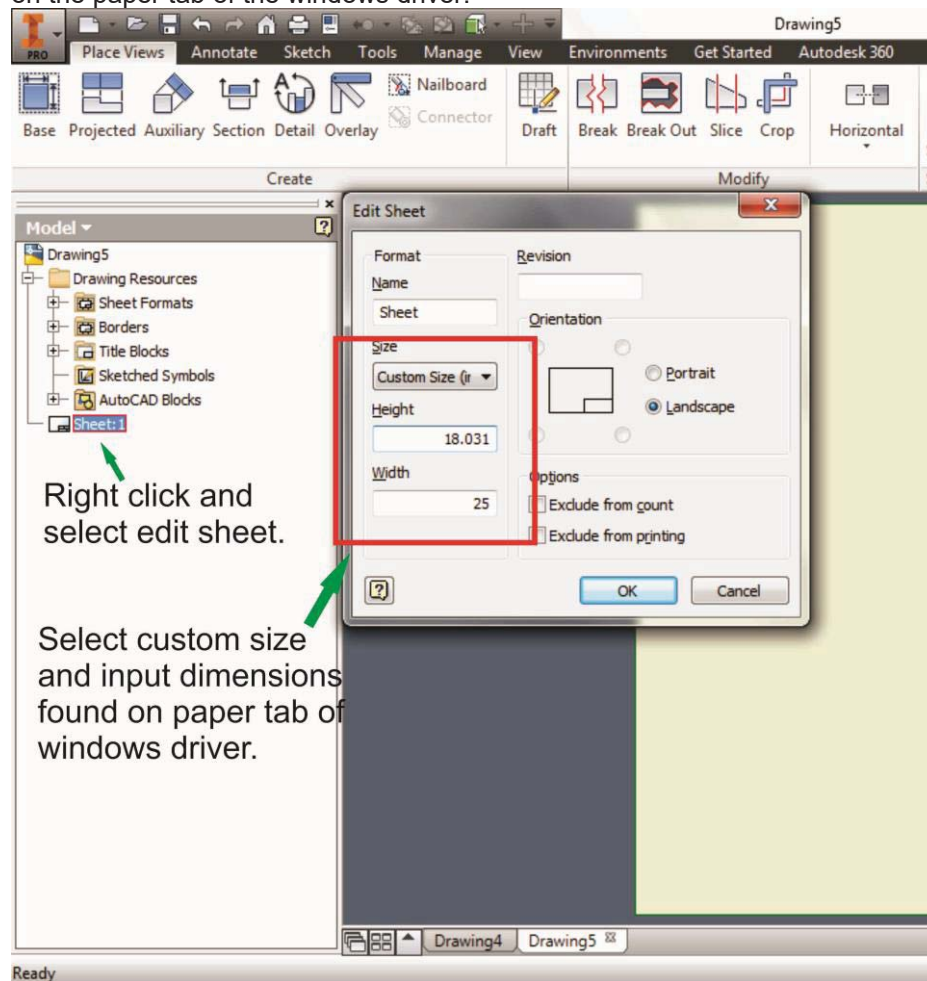 on the paper tab of the windows driver.
Drawing5
PRO Place Views Annotate Sketch Tools Manage View Environments Get Started Autodesk 360
Nailboard
Connector
Base Projected Auxiliary Section Detail Overlay Draft Break Break Out Slice Crop Horizontal
Create Modify
Model
Drawing5
Drawing Resources
Sheet Formats
Borders
Title Blocks
Sketched Symbols
AutoCAD Blocks
Sheet:1
Right click and
select edit sheet.
Select custom size
and input dimensions
found on paper tab of
windows driver.
Edit Sheet
Format
Name
Sheet
Size
Custom Size (ir
Height
18.031
Width
25
Revision
Orientation
Portrait
Landscape
Options
Exclude from count
Exclude from printing
OK Cancel
Drawing4 Drawing5
Ready